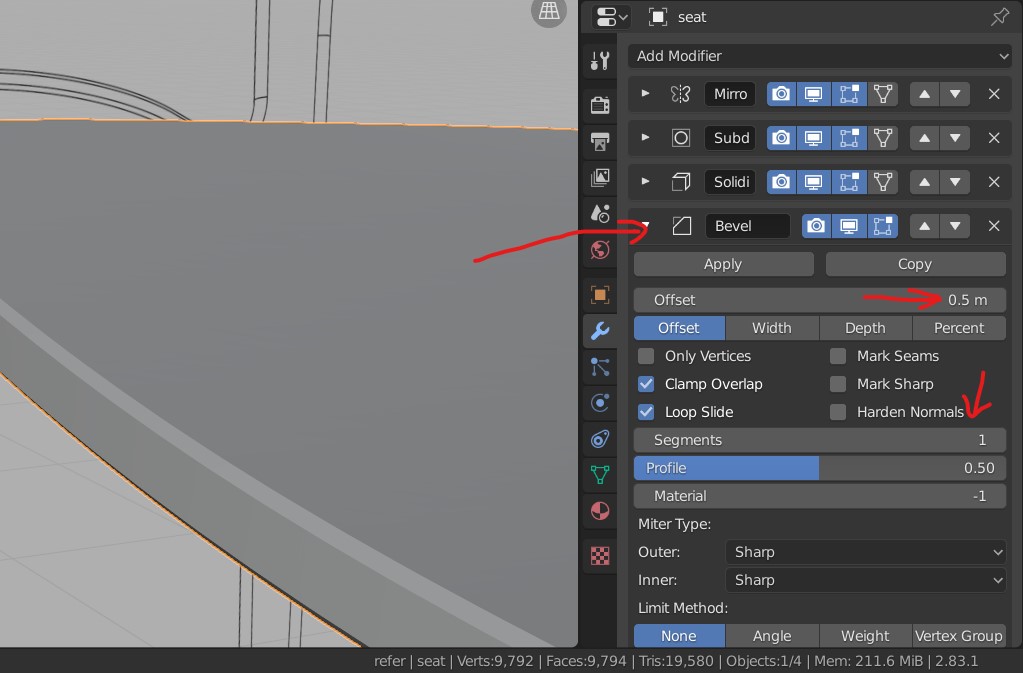 seat
Add Modifier
Mirro
Subd
Solidi
Bevel
Apply Copy
Offset 0.5 m
Offset Width Depth Percent
Only Vertices Mark Seams
Clamp Overlap Mark Sharp
Loop Slide Harden Normals
Segments 1
Profile 0.50
Material -1
Miter Type:
Outer: Sharp
Inner: Sharp
Limit Method:
None Angle Weight Vertex Group
refer | seat | Verts:9,792 | Faces:9,794 | Tris:19,580 | Objects:1/4 | Mem: 211.6 MiB | 2.83.1